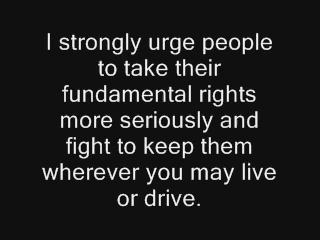 I strongly urge people
to take their
fundamental rights
more seriously and
fight to keep them
wherever you may live
or drive.